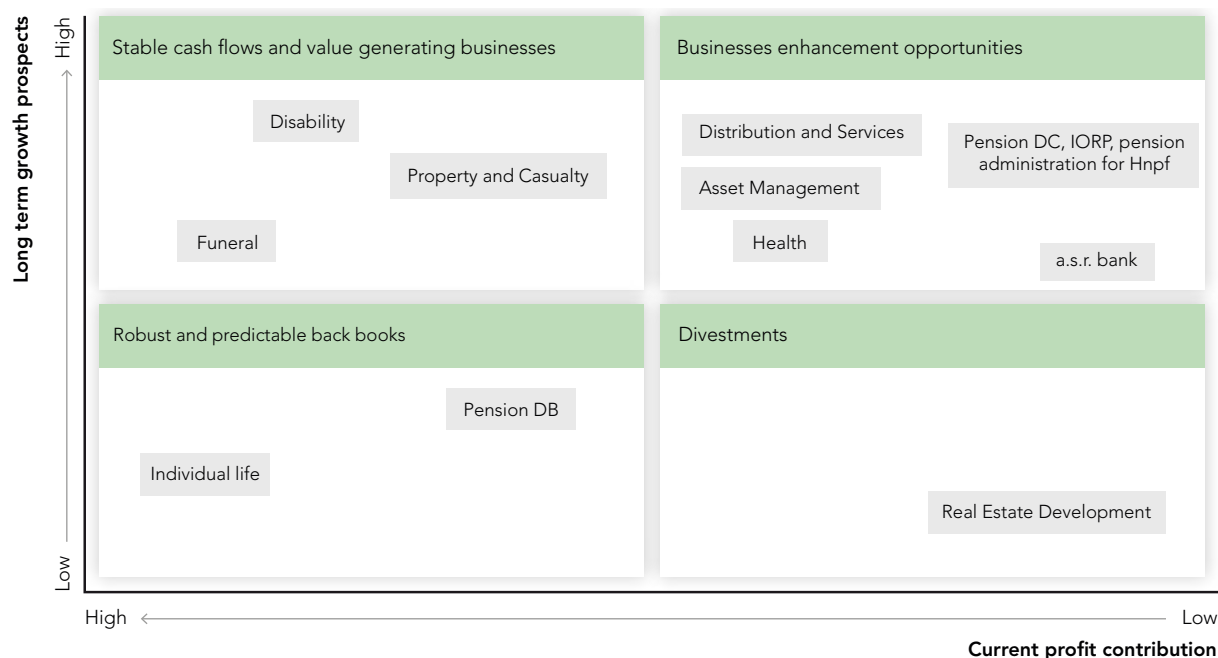 Long term growth prospects
High
Low
Stable cash flows and value generating businesses
Disability
Property and Casualty
Funeral
Businesses enhancement opportunities
Distribution and Services
Pension DC, IORP, pension
administration for Hnpf
Asset Management
Health
a.s.r. bank
Robust and predictable back books
Pension DB
Individual life
Divestments
Real Estate Development
High
Low
Current profit contribution